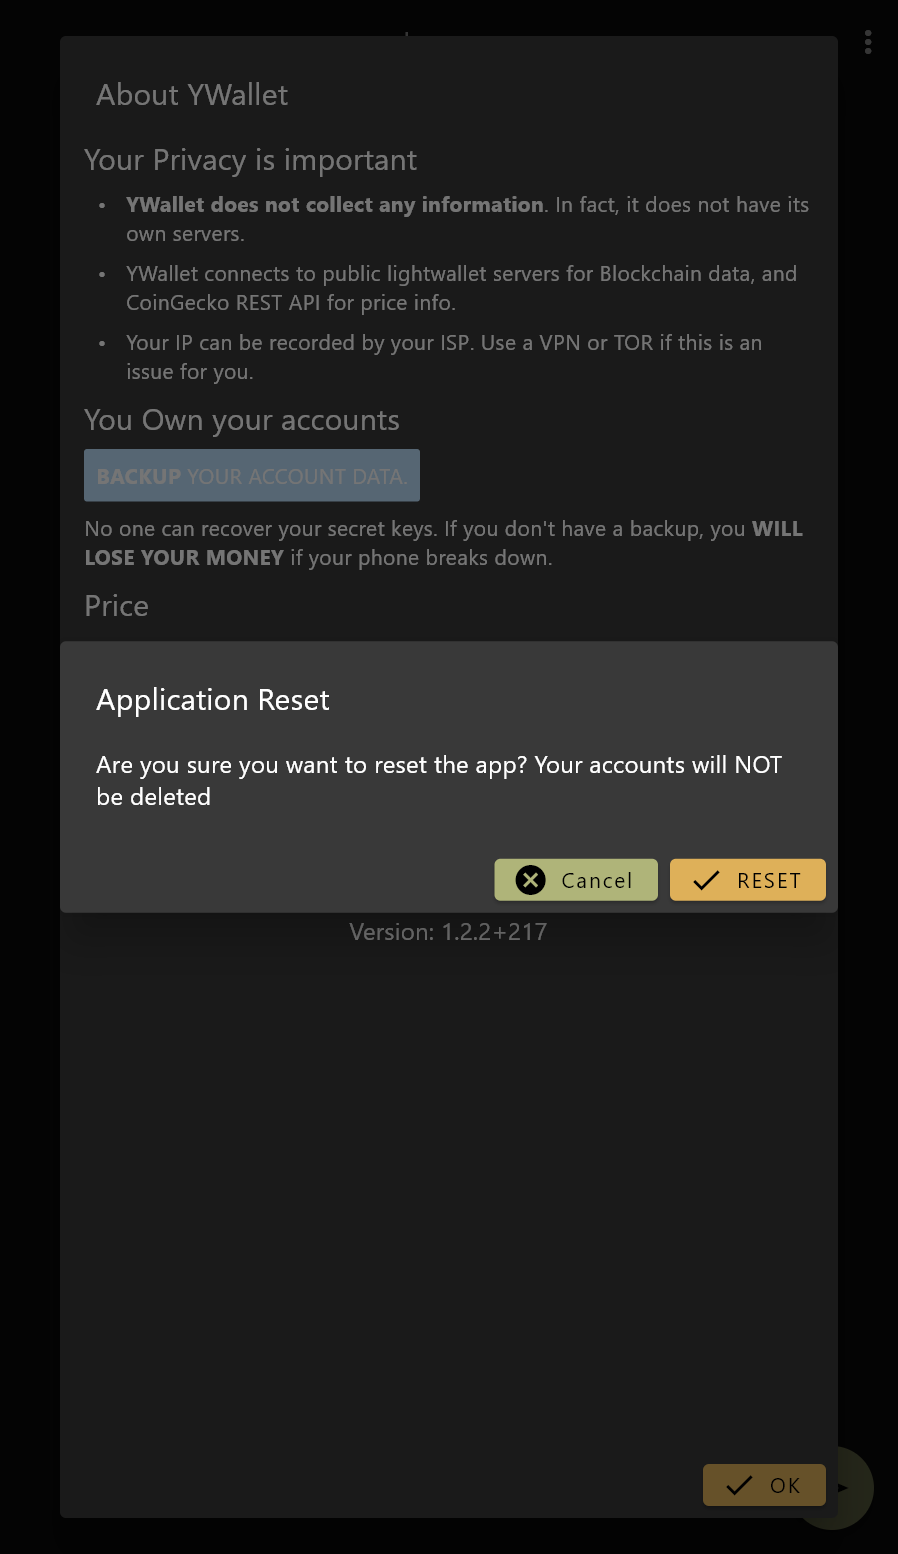 About YWallet
Your Privacy is important
• YWallet does not collect any information. In fact, it does not have its
own servers.
• YWallet connects to public lightwallet servers for Blockchain data, and
CoinGecko REST API for price info.
• Your IP can be recorded by your ISP. Use a VPN or TOR if this is an
issue for you.
You Own your accounts
BACKUP YOUR ACCOUNT DATA.
No one can recover your secret keys. If you don't have a backup, you WILL
LOSE YOUR MONEY if your phone breaks down.
Price
Application Reset
Are you sure you want to reset the app? Your accounts will NOT
be deleted
Cancel
RESET
Version: 1.2.2+217
OK